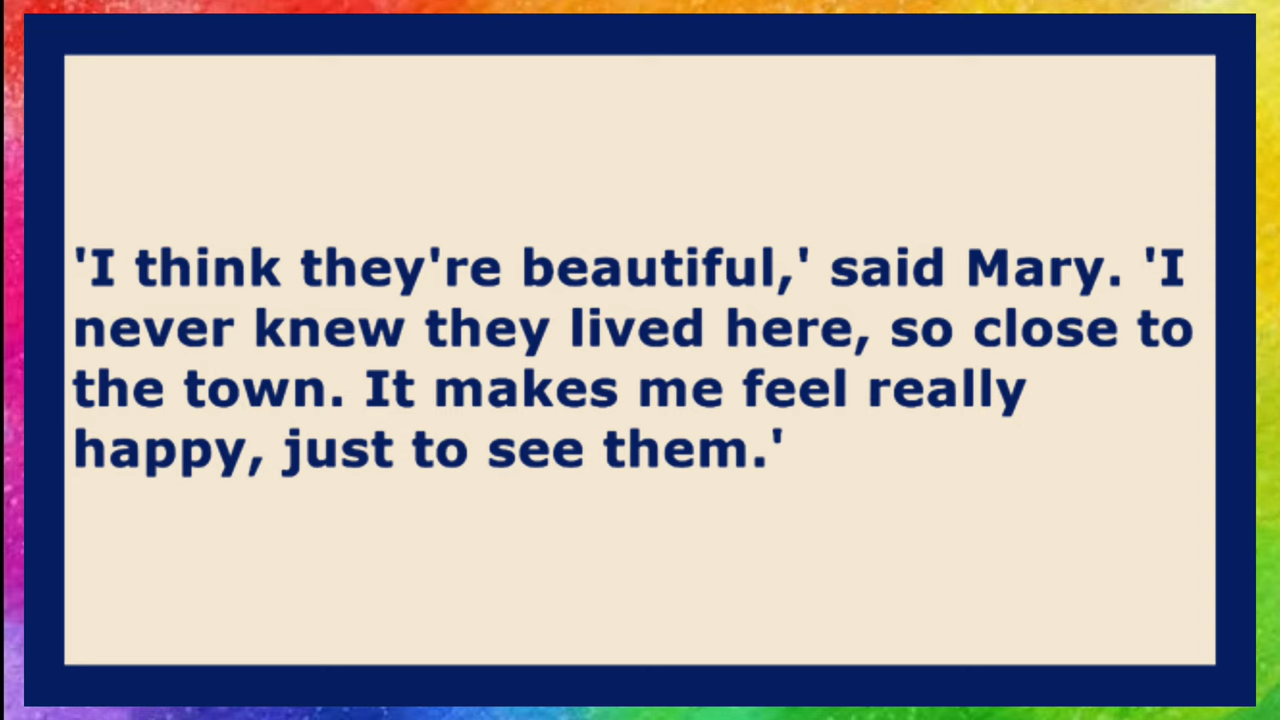 'I think they're beautiful,' said Mary. 'I
never knew they lived here, so close to
the town. It makes me feel really
happy, just to see them.'